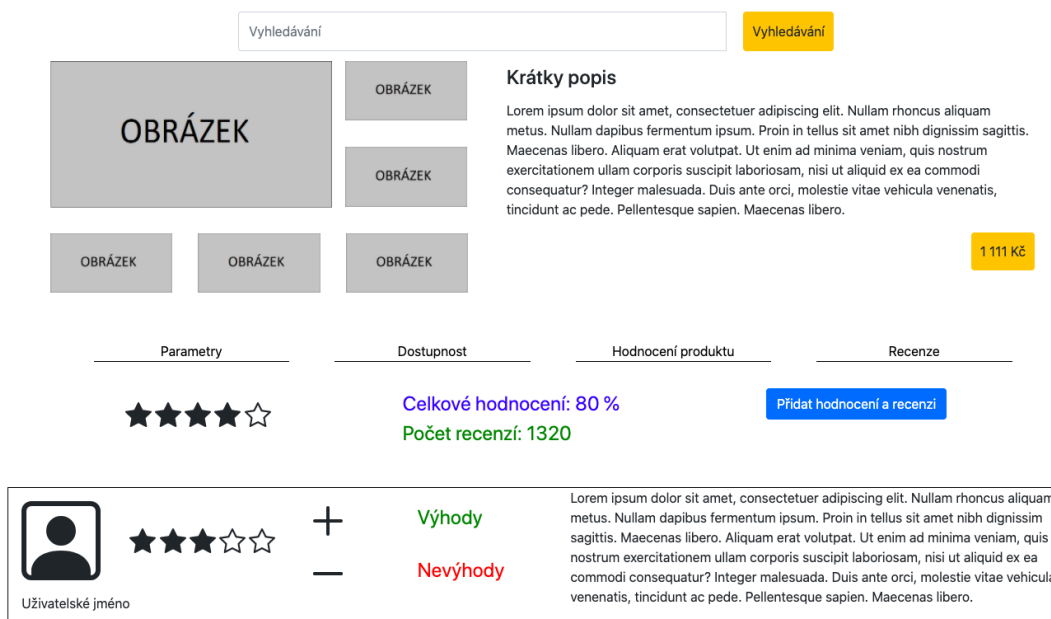 Vyhledávání
Vyhledávání
OBRÁZEK
OBRÁZEK
OBRÁZEK
OBRÁZEK
OBRÁZEK
OBRÁZEK
Krátky popis
Lorem ipsum dolor sit amet, consectetuer adipiscing elit. Nullam rhoncus aliquam
metus. Nullam dapibus fermentum ipsum. Proin in tellus sit amet nibh dignissim sagittis.
Maecenas libero. Aliquam erat volutpat. Ut enim ad minima veniam, quis nostrum
exercitationem ullam corporis suscipit laboriosam, nisi ut aliquid ex ea commodi
consequatur? Integer malesuada. Duis ante orci, molestie vitae vehicula venenatis,
tincidunt ac pede. Pellentesque sapien. Maecenas libero.
1 111 Kč
Parametry
Dostupnost
Hodnocení produktu
Recenze
Celkové hodnocení: 80 %
Počet recenzí: 1320
Přidat hodnocení a recenzi
Uživatelské jméno
Výhody
Nevýhody
Lorem ipsum dolor sit amet, consectetuer adipiscing elit. Nullam rhoncus aliquam
metus. Nullam dapibus fermentum ipsum. Proin in tellus sit amet nibh dignissim
sagittis. Maecenas libero. Aliquam erat volutpat. Ut enim ad minima veniam, quis
nostrum exercitationem ullam corporis suscipit laboriosam, nisi ut aliquid ex ea
commodi consequatur? Integer malesuada. Duis ante orci, molestie vitae vehicula
venenatis, tincidunt ac pede. Pellentesque sapien. Maecenas libero.